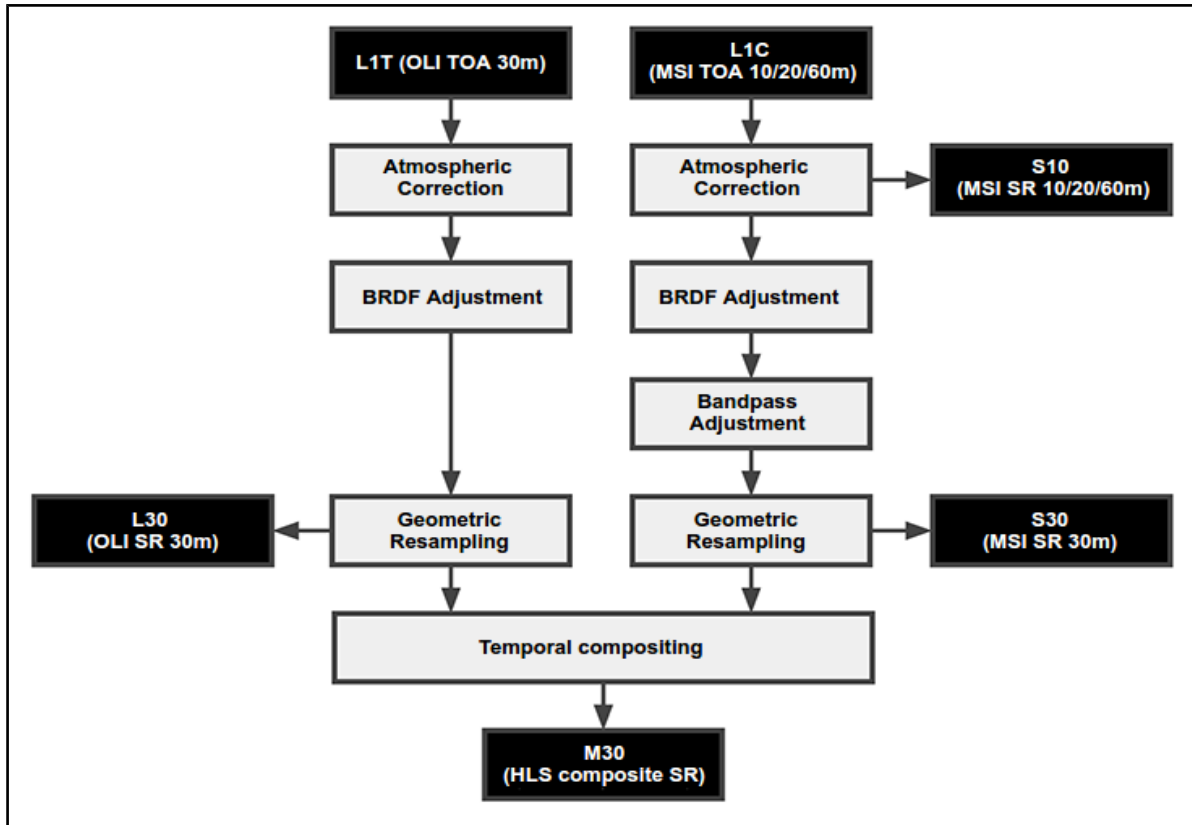 L1T (OLI TOA 30m)
L1C
(MSI TOA 10/20/60m)
Atmospheric
Correction
Atmospheric
Correction
S10
(MSI SR 10/20/60m)
BRDF Adjustment
BRDF Adjustment
Bandpass
Adjustment
L30
(OLI SR 30m)
Geometric
Resampling
Geometric
Resampling
S30
(MSI SR 30m)
Temporal compositing
M30
(HLS composite SR)